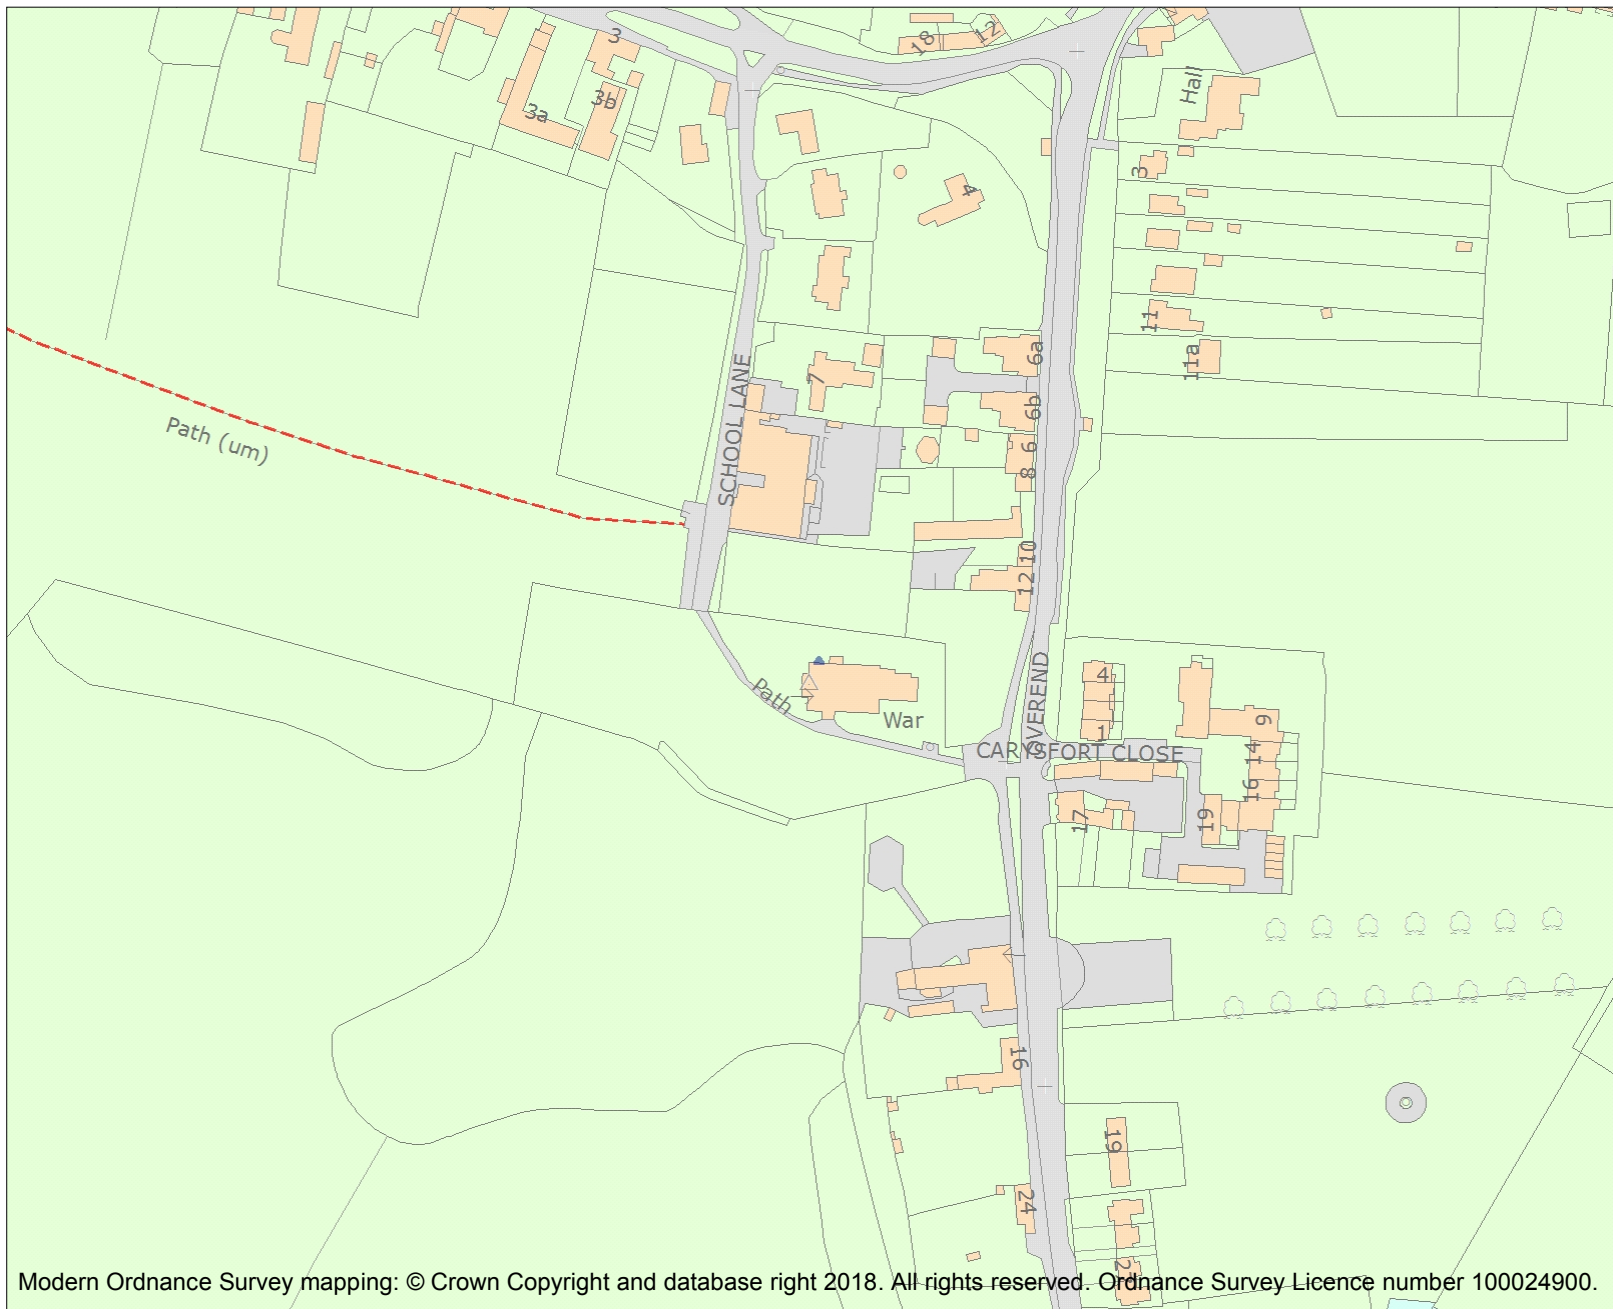 3
18
12
3b
3a
Hall
3
4
11
6a
11a
SCHOOL LANE
7
6b
Path (um)
6
8
10
12
OVEREND
4
Path
War
1
9
CARYSFORT CLOSE
14
16
17
19
16
19
24
Modern Ordnance Survey mapping: © Crown Copyright and database right 2018. All rights reserved. Ordnance Survey Licence number 100024900.